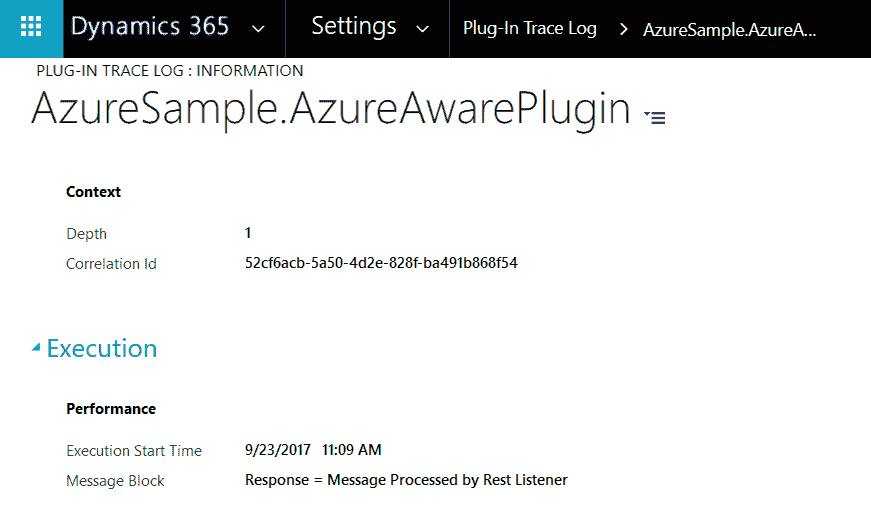 Dynamics 365 Settings Plug-In Trace Log > AzureSample.AzureA...
PLUG-IN TRACE LOG : INFORMATION
AzureSample.AzureAwarePlugin
Context
Depth 1
Correlation Id 52cf6acb-5a50-4d2e-828f-ba491b868f54
Execution
Performance
Execution Start Time 9/23/2017 11:09 AM
Message Block Response = Message Processed by Rest Listener